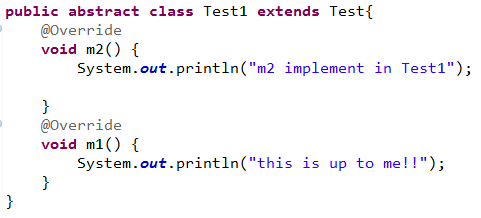 public abstract class Test1 extends Test{
    @Override
    void m2() {
        System.out.println("m2 implement in Test1");

    }
    @Override
    void m1() {
        System.out.println("this is up to me!!");
    }
}